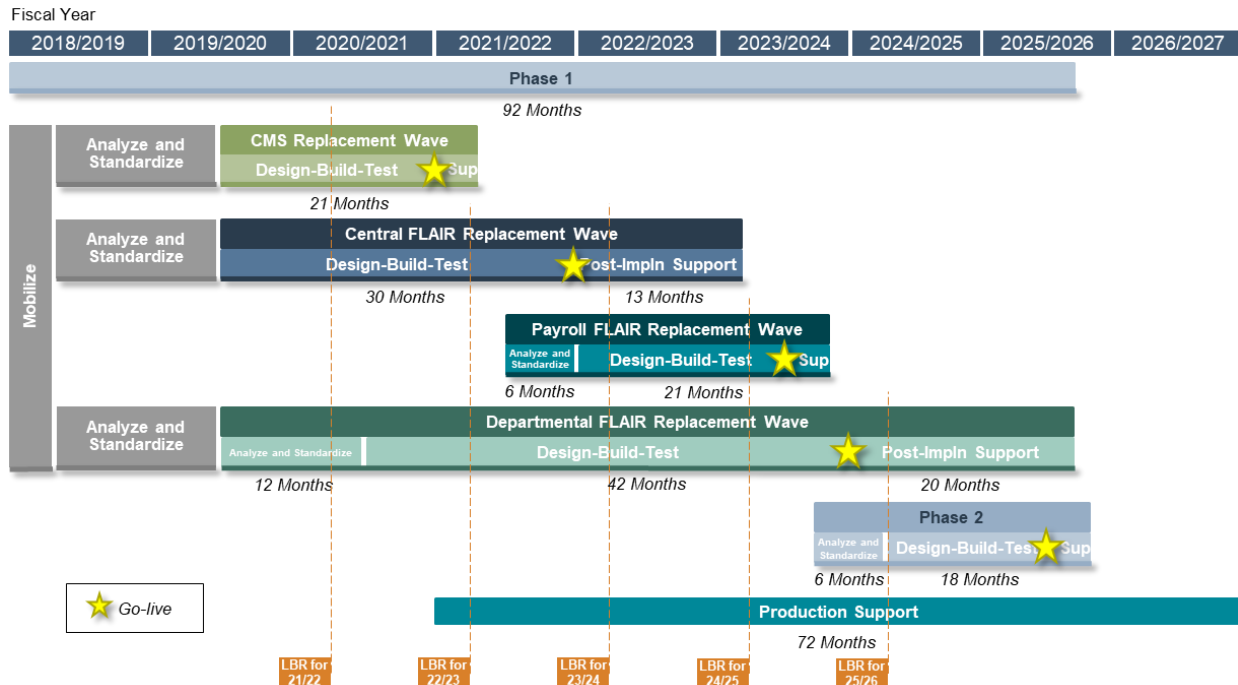 Fiscal Year
2018/2019 2019/2020 2020/2021 2021/2022 2022/2023 2023/2024 2024/2025 2025/2026 2026/2027
Phase 1
92 Months
Mobilize
Analyze and
Standardize
CMS Replacement Wave
Design-Build-Test Sup
21 Months
Analyze and
Standardize
Central FLAIR Replacement Wave
Design-Build-Test Post-Impln Support
30 Months 13 Months
Payroll FLAIR Replacement Wave
Analyze and
Standardize
Design-Build-Test Sup
6 Months 21 Months
Analyze and
Standardize
Departmental FLAIR Replacement Wave
Analyze and Standardize Design-Build-Test Post-Impln Support
12 Months 42 Months 20 Months
Phase 2
Analyze and
Standardize
Design-Build-Test Sup
6 Months 18 Months
Go-live
Production Support
72 Months
LBR for
21/22
LBR for
22/23
LBR for
23/24
LBR for
24/25
LBR for
25/26